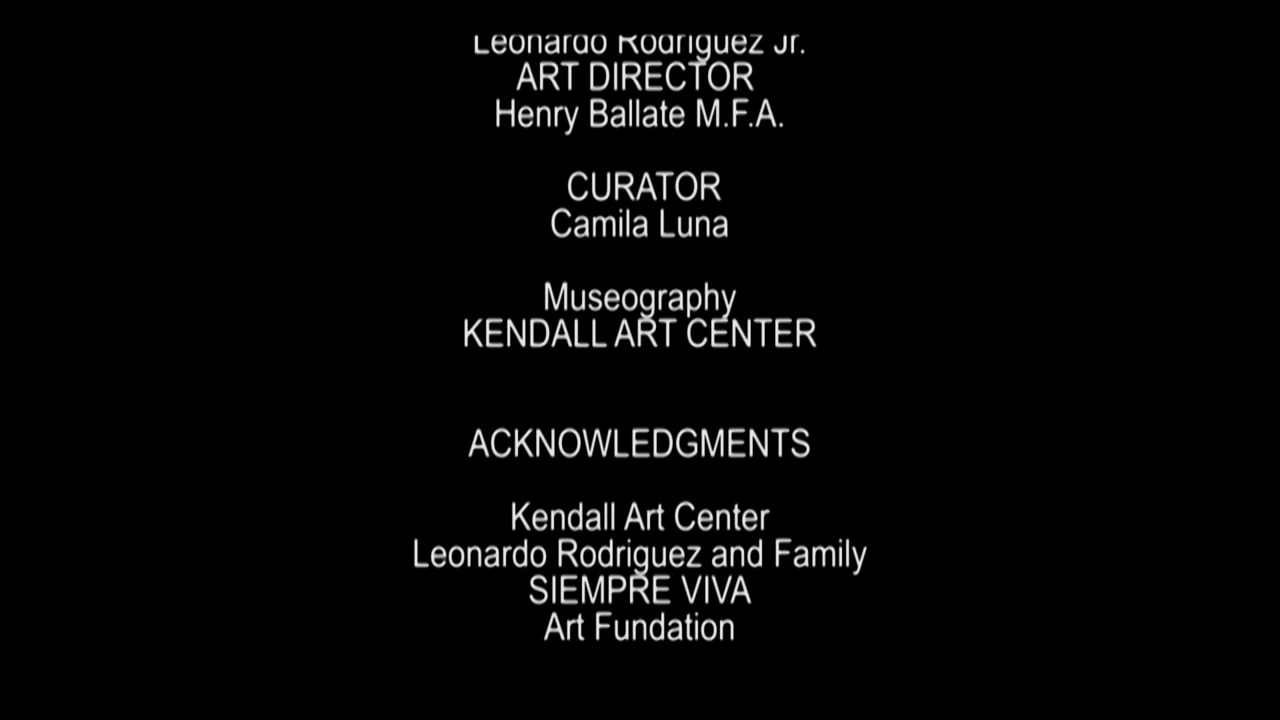 Leonardo Rodriguez Jr.
ART DIRECTOR
Henry Ballate M.F.A.
CURATOR
Camila Luna
Museography
KENDALL ART CENTER
ACKNOWLEDGMENTS
Kendall Art Center
Leonardo Rodriguez and Family
SIEMPRE VIVA
Art Fundation